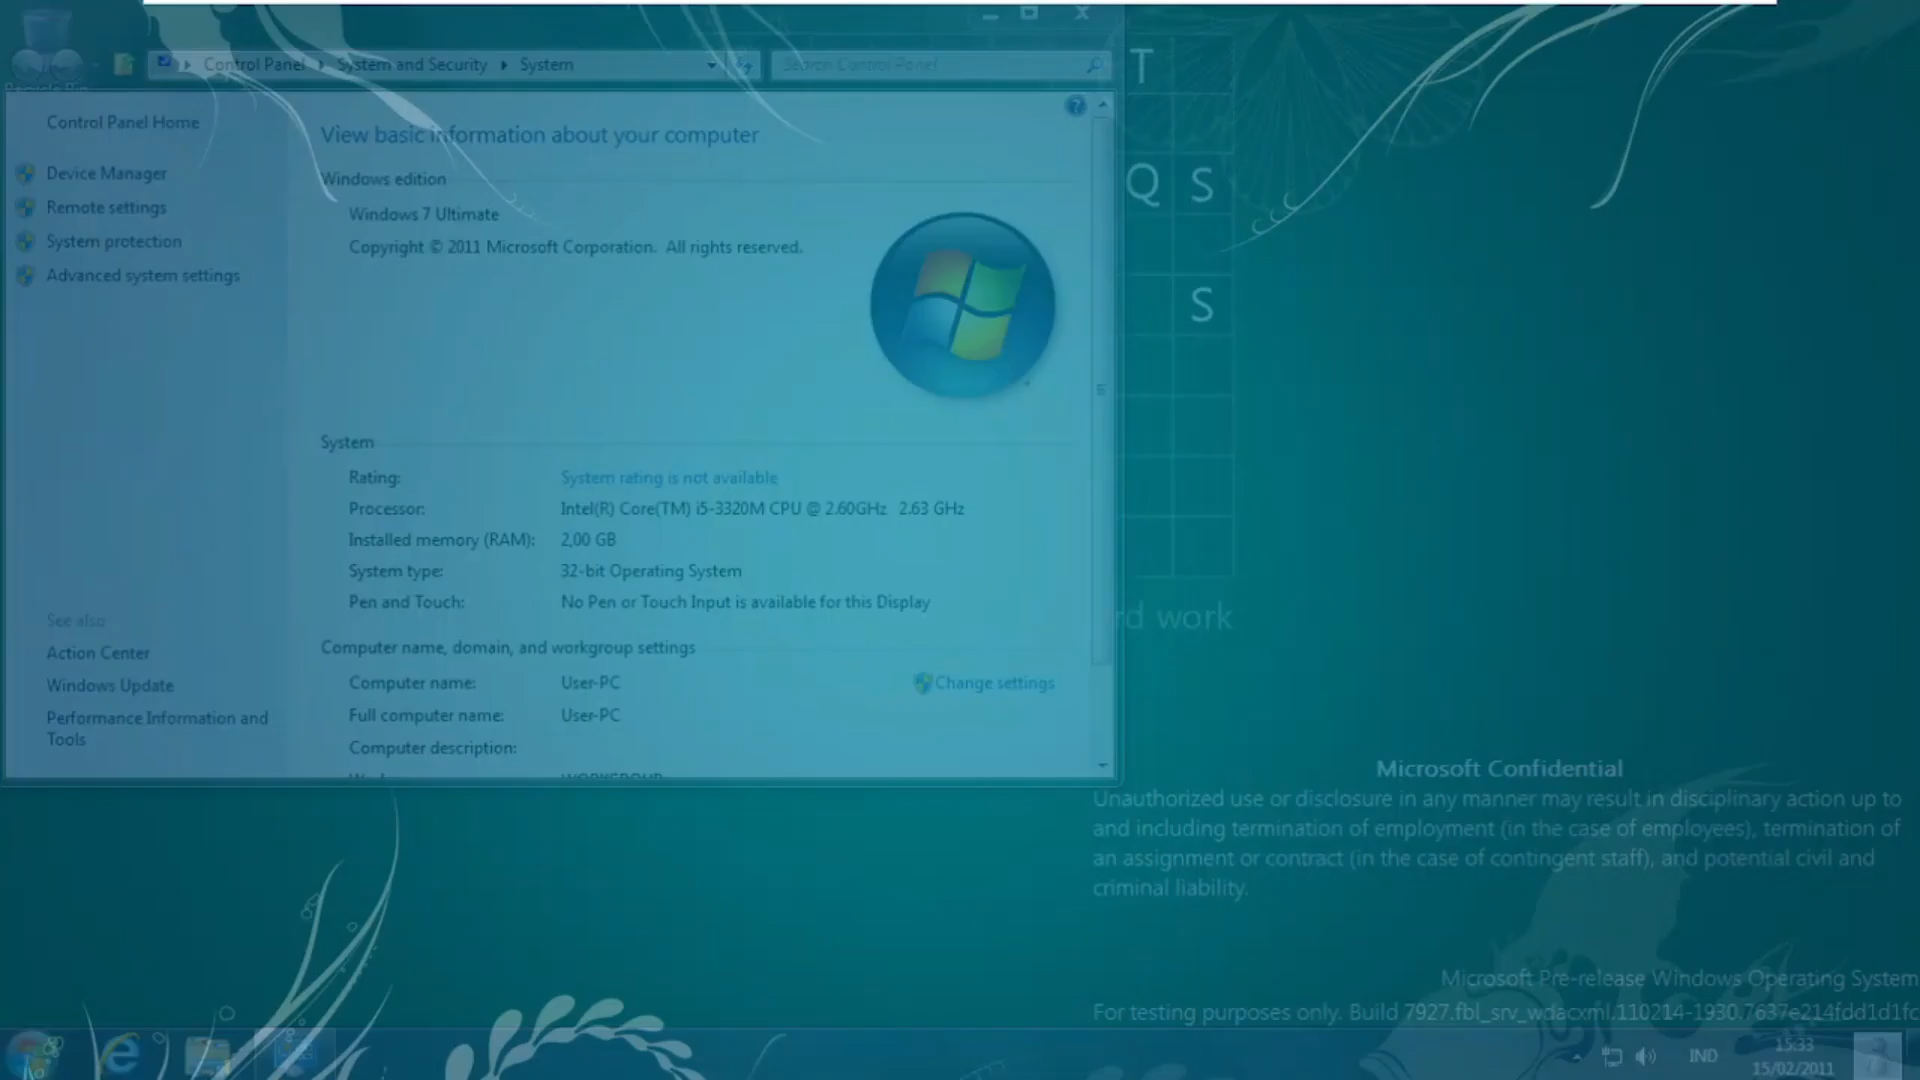 Control Panel ▸ System and Security ▸ System
Search Control Panel
T
Control Panel Home
View basic information about your computer
Device Manager
Windows edition
Q S
Remote settings
Windows 7 Ultimate
System protection
Copyright © 2011 Microsoft Corporation. All rights reserved.
Advanced system settings
S
System
Rating: System rating is not available
Processor: Intel(R) Core(TM) i5-3320M CPU @ 2.60GHz 2.63 GHz
Installed memory (RAM): 2,00 GB
System type: 32-bit Operating System
Pen and Touch: No Pen or Touch Input is available for this Display
rd work
See also
Computer name, domain, and workgroup settings
Action Center
Windows Update
Computer name: User-PC
Change settings
Performance Information and
Tools
Full computer name: User-PC
Computer description:
Microsoft Confidential
Unauthorized use or disclosure in any manner may result in disciplinary action up to
and including termination of employment (in the case of employees), termination of
an assignment or contract (in the case of contingent staff), and potential civil and
criminal liability.
Microsoft Pre-release Windows Operating System
For testing purposes only. Build 7927.fbl_srv_wdacxml.110214-1930.7637e214fdd1d1fc
IND
15:33
15/02/2011